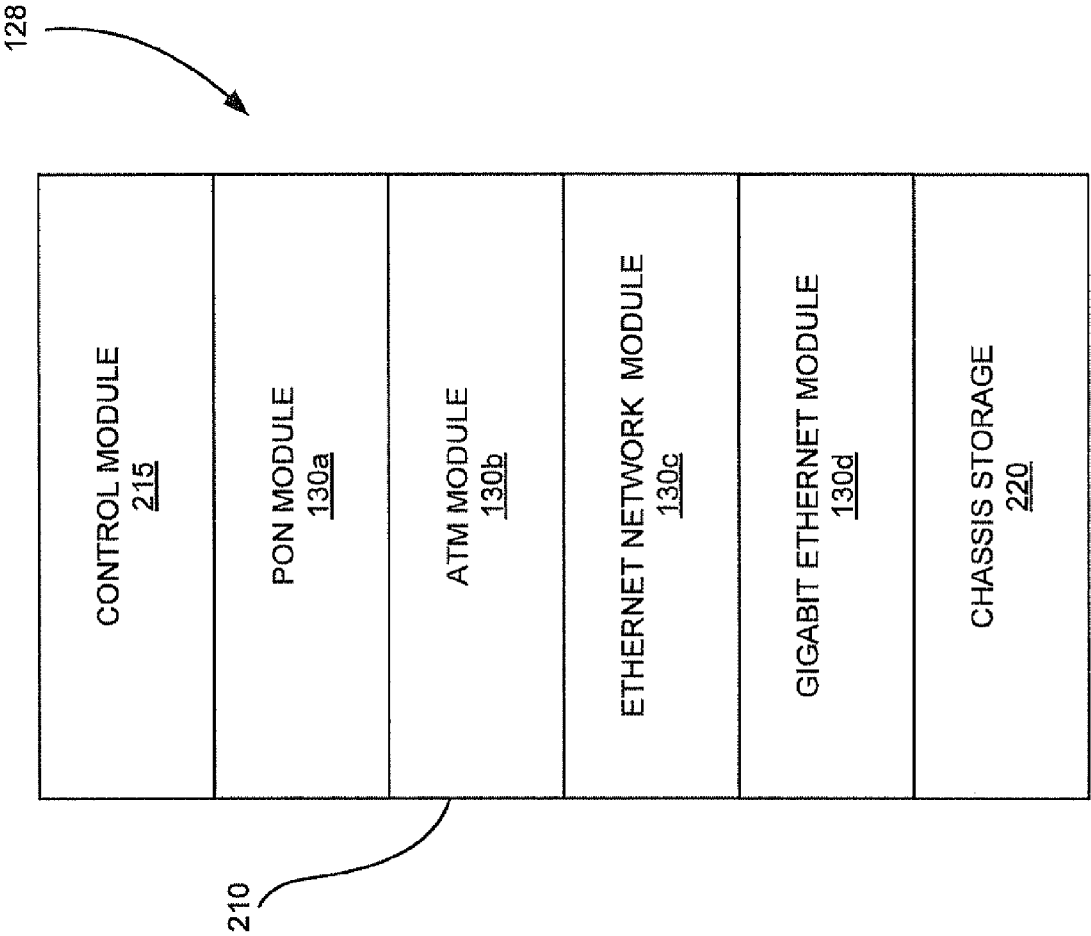 128
CONTROL MODULE
215
PON MODULE
130a
ATM MODULE
130b
ETHERNET NETWORK MODULE
130c
GIGABIT ETHERNET MODULE
130d
CHASSIS STORAGE
220
210